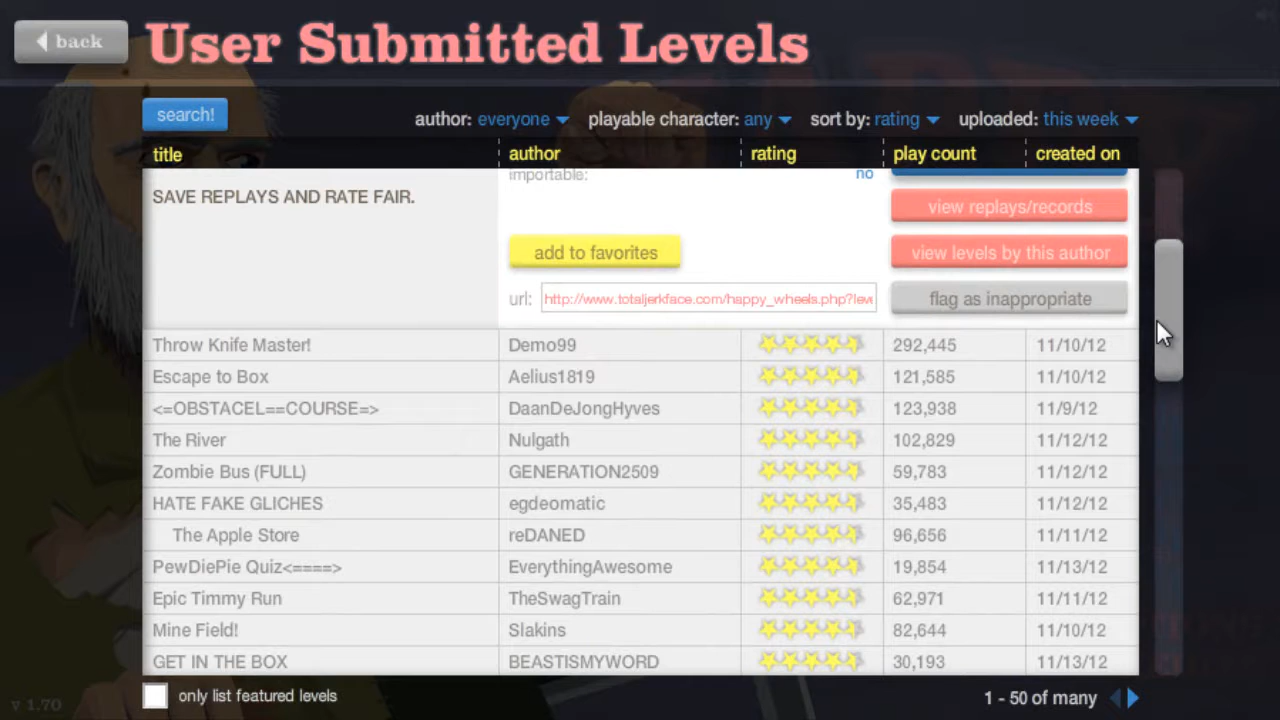 back
User Submitted Levels
search!
author: everyone playable character: any sort by: rating uploaded: this week
title author rating play count created on
SAVE REPLAYS AND RATE FAIR.
importable: no
view replays/records
add to favorites
view levels by this author
url: http://www.totaljerkface.com/happy_wheels.php?leve
flag as inappropriate
Throw Knife Master! Demo99 292,445 11/10/12
Escape to Box Aelius1819 121,585 11/10/12
<=OBSTACEL==COURSE=> DaanDeJongHyves 123,938 11/9/12
The River Nulgath 102,829 11/12/12
Zombie Bus (FULL) GENERATION2509 59,783 11/12/12
HATE FAKE GLICHES egdeomatic 35,483 11/12/12
The Apple Store reDANED 96,656 11/11/12
PewDiePie Quiz<====> EverythingAwesome 19,854 11/13/12
Epic Timmy Run TheSwagTrain 62,971 11/11/12
Mine Field! Slakins 82,644 11/10/12
GET IN THE BOX BEASTISMYWORD 30,193 11/13/12
only list featured levels
1 - 50 of many
v 1.70